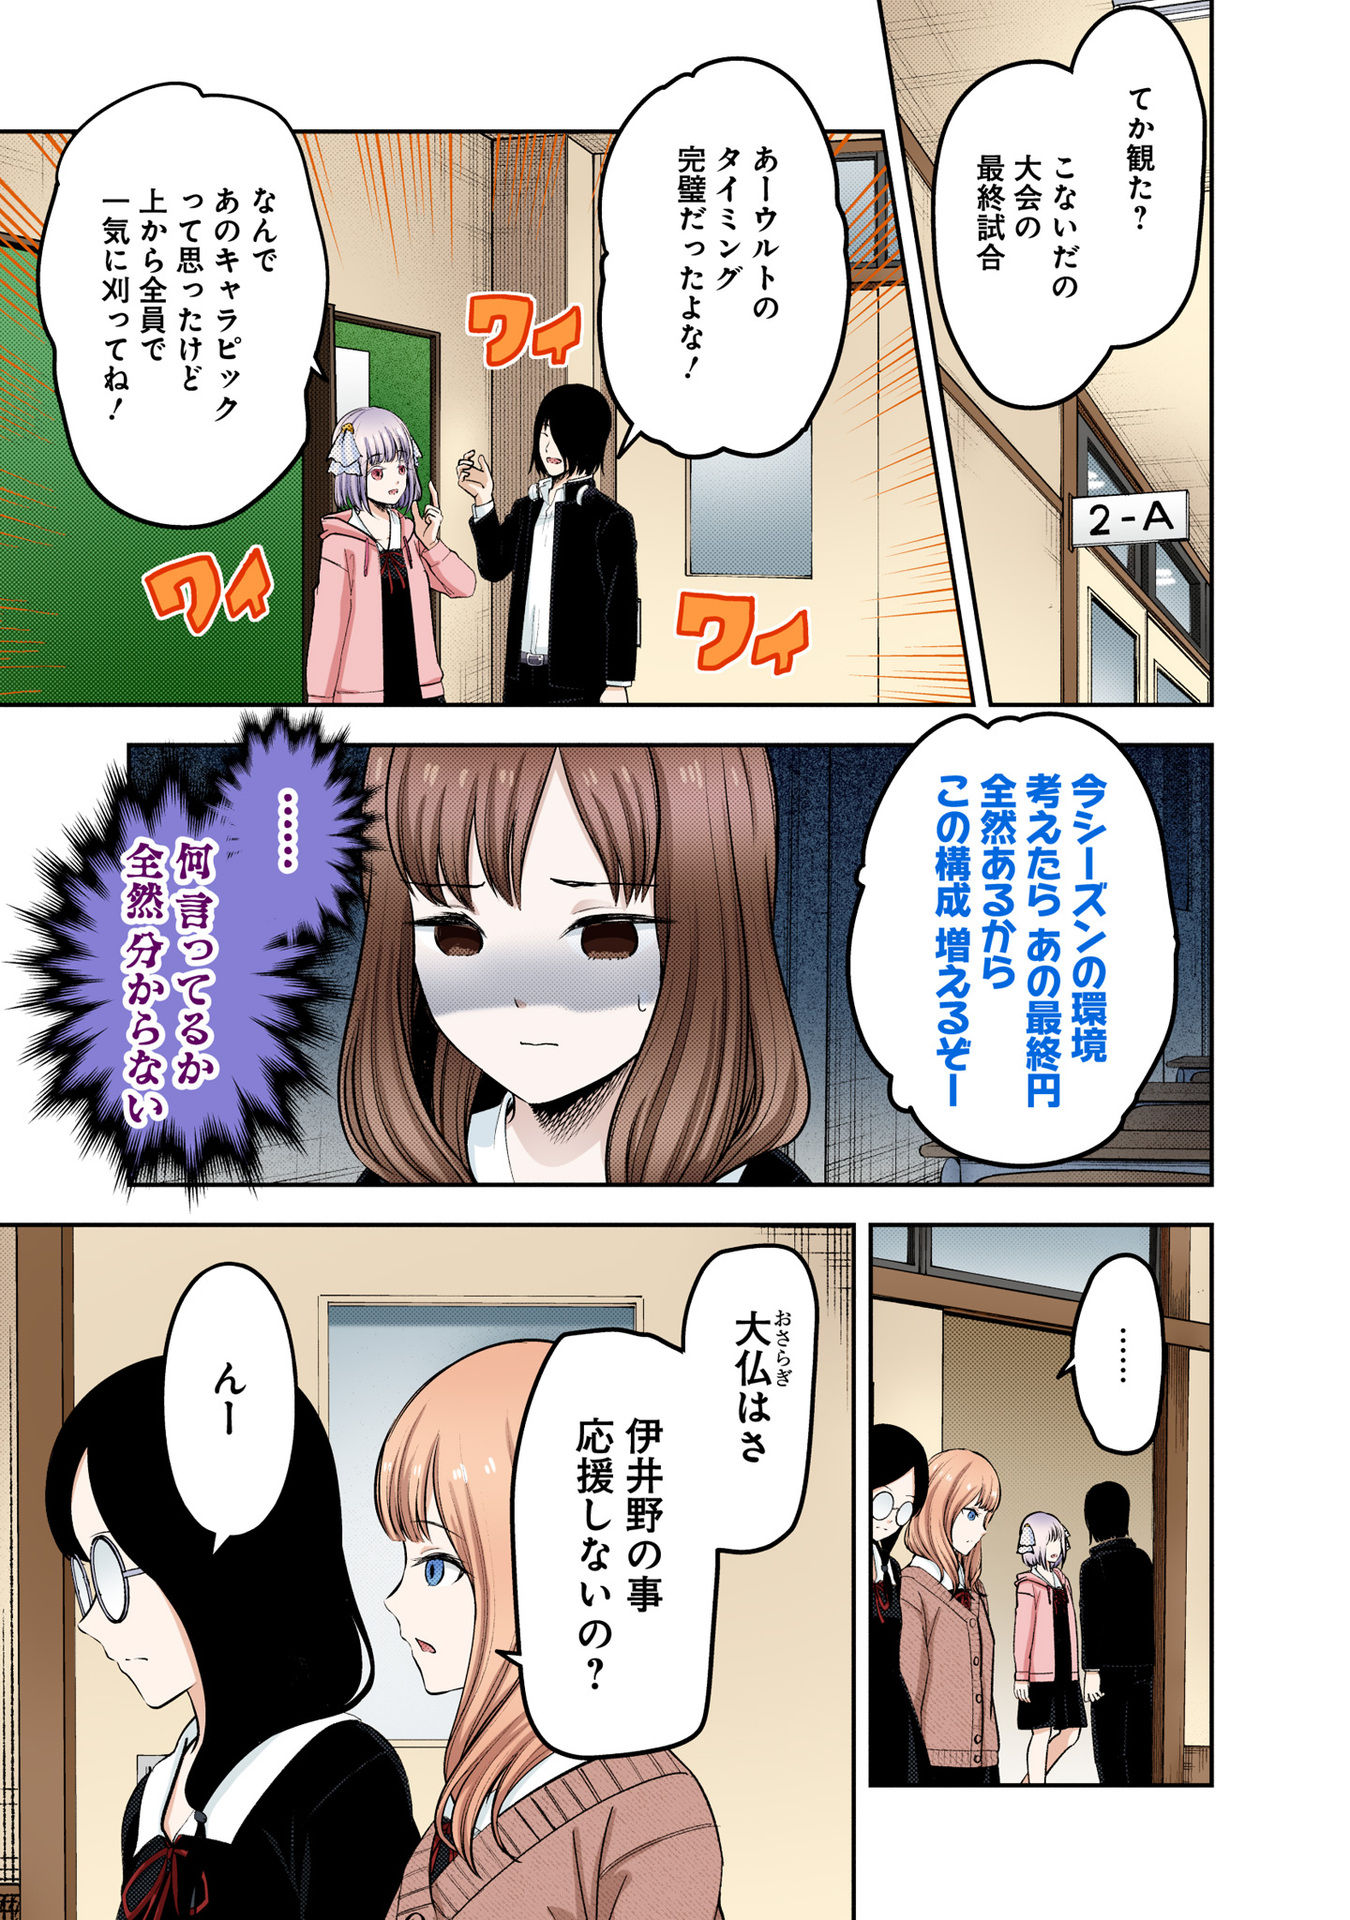 てか観た？
こないだの
大会の
最終試合
2-A
あーウルトの
タイミング
完璧だったよな！
なんで
あのキャラピック
って思ったけど
上から全員で
一気に刈ってね！
ワイ
ワイ
ワイ
今シーズンの環境
考えたら あの最終円
全然あるから
この構成 増えるぞー
……
何言ってるか
全然分からない
……
大仏はさ
おさらぎ
伊井野の事
応援しないの？
んー